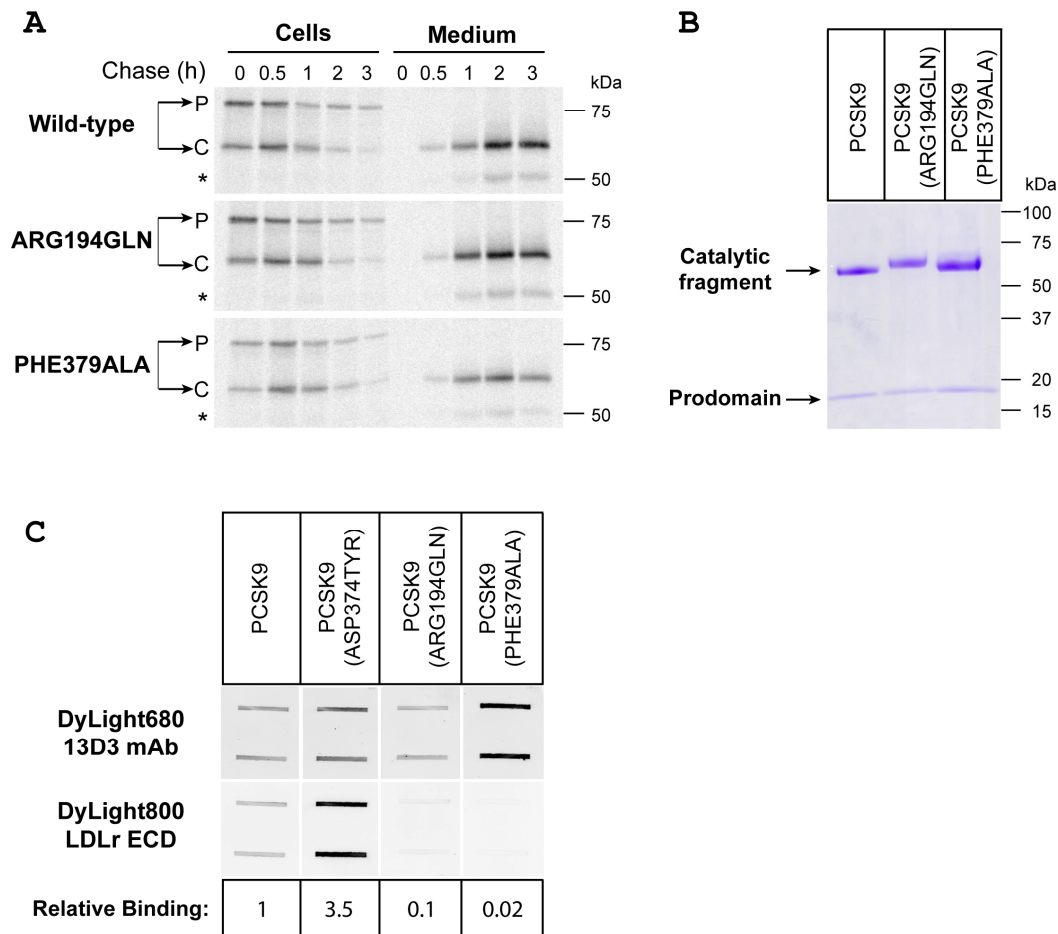 A
Cells Medium
Chase (h) 0 0.5 1 2 3 0 0.5 1 2 3
kDa
Wild-type
P
C
*
75
50
ARG194GLN
P
C
*
75
50
PHE379ALA
P
C
*
75
50
B
PCSK9
PCSK9
(ARG194GLN)
PCSK9
(PHE379ALA)
kDa
100
75
50
37
20
15
Catalytic
fragment
Prodomain
C
PCSK9
PCSK9
(ASP374TYR)
PCSK9
(ARG194GLN)
PCSK9
(PHE379ALA)
DyLight680
13D3 mAb
DyLight800
LDLr ECD
Relative Binding: 1 3.5 0.1 0.02